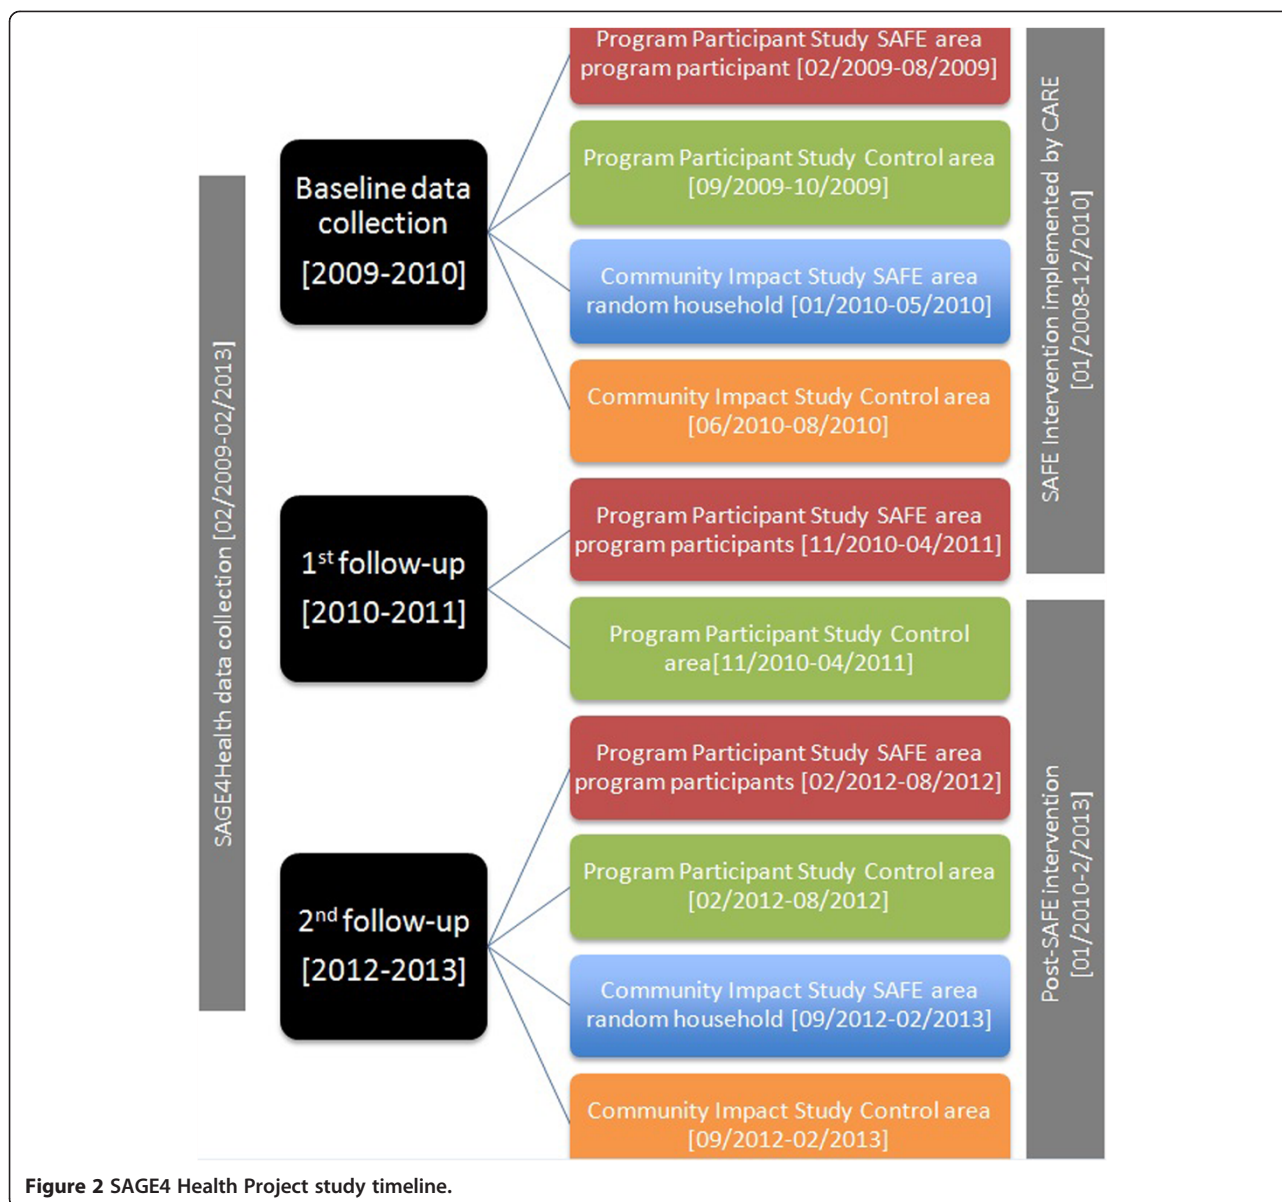 SAGE4Health data collection [02/2009-02/2013]
Baseline data
collection
[2009-2010]
Program Participant Study SAFE area
program participant [02/2009-08/2009]
Program Participant Study Control area
[09/2009-10/2009]
Community Impact Study SAFE area
random household [01/2010-05/2010]
Community Impact Study Control area
[06/2010-08/2010]
1st follow-up
[2010-2011]
Program Participant Study SAFE area
program participants [11/2010-04/2011]
Program Participant Study Control
area[11/2010-04/2011]
2nd follow-up
[2012-2013]
Program Participant Study SAFE area
program participants [02/2012-08/2012]
Program Participant Study Control area
[02/2012-08/2012]
Community Impact Study SAFE area
random household [09/2012-02/2013]
Community Impact Study Control area
[09/2012-02/2013]
SAFE Intervention implemented by CARE
[01/2008-12/2010]
Post-SAFE intervention
[01/2010-2/2013]
Figure 2 SAGE4 Health Project study timeline.